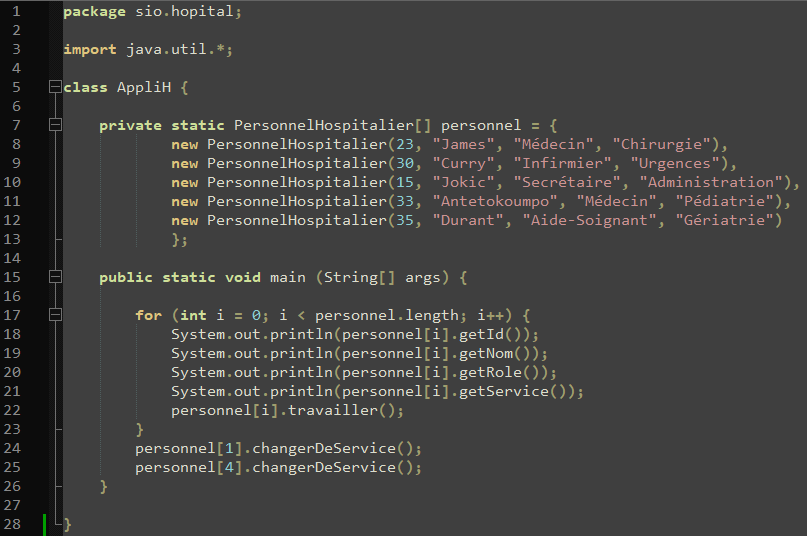 1 package sio.hopital;
2
3 import java.util.*;
4
5 class AppliH {
6
7 private static PersonnelHospitalier[] personnel = {
8 new PersonnelHospitalier(23, "James", "Médecin", "Chirurgie"),
9 new PersonnelHospitalier(30, "Curry", "Infirmier", "Urgences"),
10 new PersonnelHospitalier(15, "Jokic", "Secrétaire", "Administration"),
11 new PersonnelHospitalier(33, "Antetokoumpo", "Médecin", "Pédiatrie"),
12 new PersonnelHospitalier(35, "Durant", "Aide-Soignant", "Gériatrie")
13 };
14
15 public static void main (String[] args) {
16
17 for (int i = 0; i < personnel.length; i++) {
18 System.out.println(personnel[i].getId());
19 System.out.println(personnel[i].getNom());
20 System.out.println(personnel[i].getRole());
21 System.out.println(personnel[i].getService());
22 personnel[i].travailler();
23 }
24 personnel[1].changerDeService();
25 personnel[4].changerDeService();
26 }
27
28 }